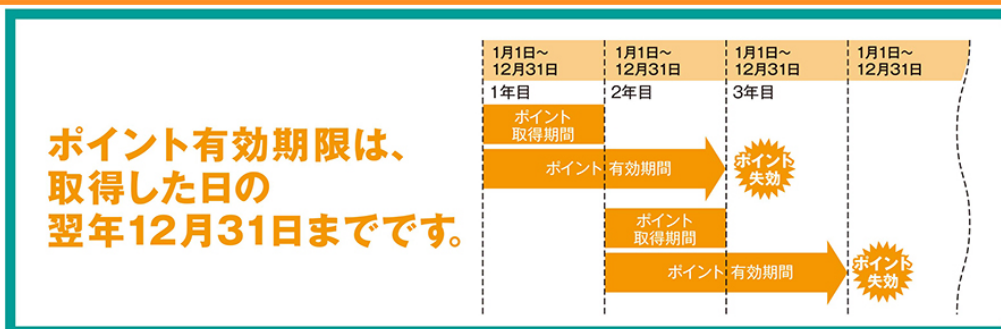 ポイント有効期限は、
取得した日の
翌年12月31日までです。
1月1日～
12月31日
1月1日～
12月31日
1月1日～
12月31日
1月1日～
12月31日
1年目
2年目
3年目
ポイント
取得期間
ポイント 有効期間
ポイント
失効
ポイント
取得期間
ポイント 有効期間
ポイント
失効